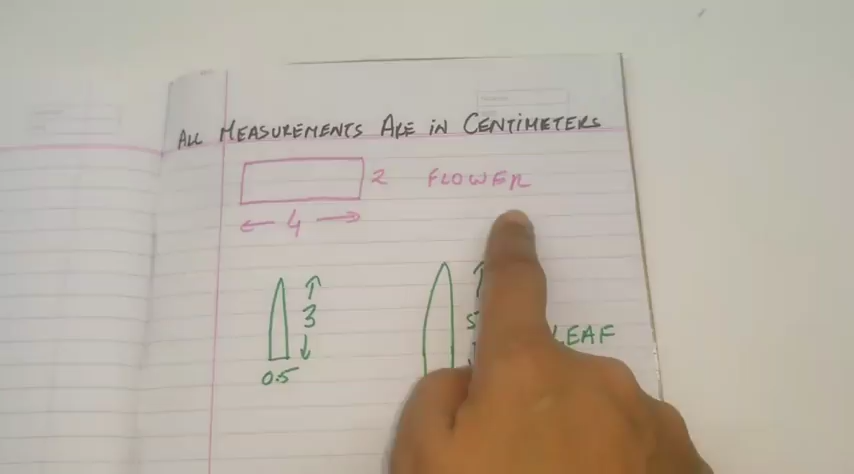 ALL MEASUREMENTS ARE IN CENTIMETERS
2 FLOWER
4
3
5
LEAF
0.5